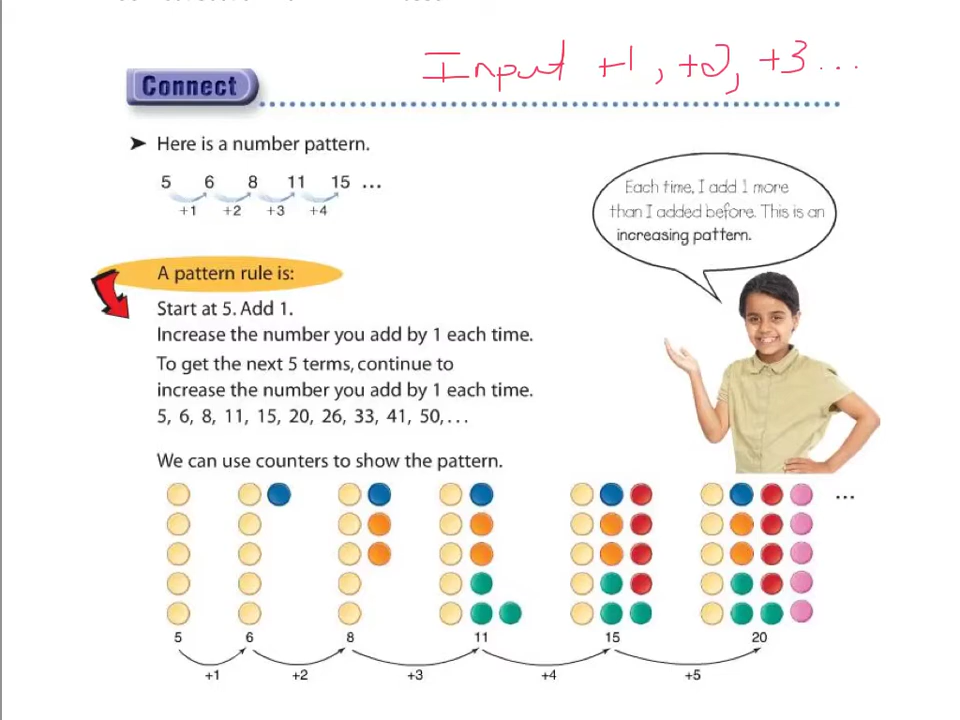 Input +1, +2, +3...
Connect
Here is a number pattern.
5 6 8 11 15 ...
+1 +2 +3 +4
Each time, I add 1 more
than I added before. This is an
increasing pattern.
A pattern rule is:
Start at 5. Add 1.
Increase the number you add by 1 each time.
To get the next 5 terms, continue to
increase the number you add by 1 each time.
5, 6, 8, 11, 15, 20, 26, 33, 41, 50,...
We can use counters to show the pattern.
...
5 6 8 11 15 20
+1 +2 +3 +4 +5